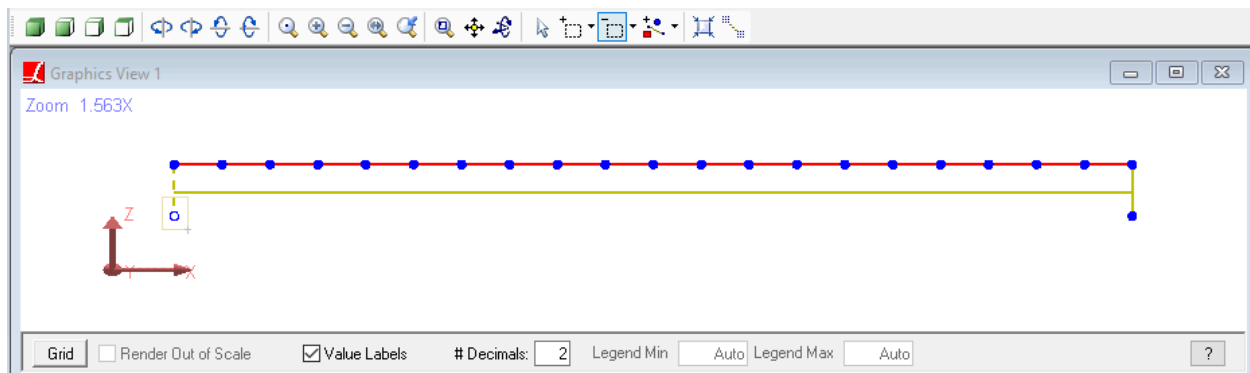 Graphics View 1
Zoom 1.563X
Z
Y
X
Grid Render Out of Scale Value Labels # Decimals: 2 Legend Min Auto Legend Max Auto ?